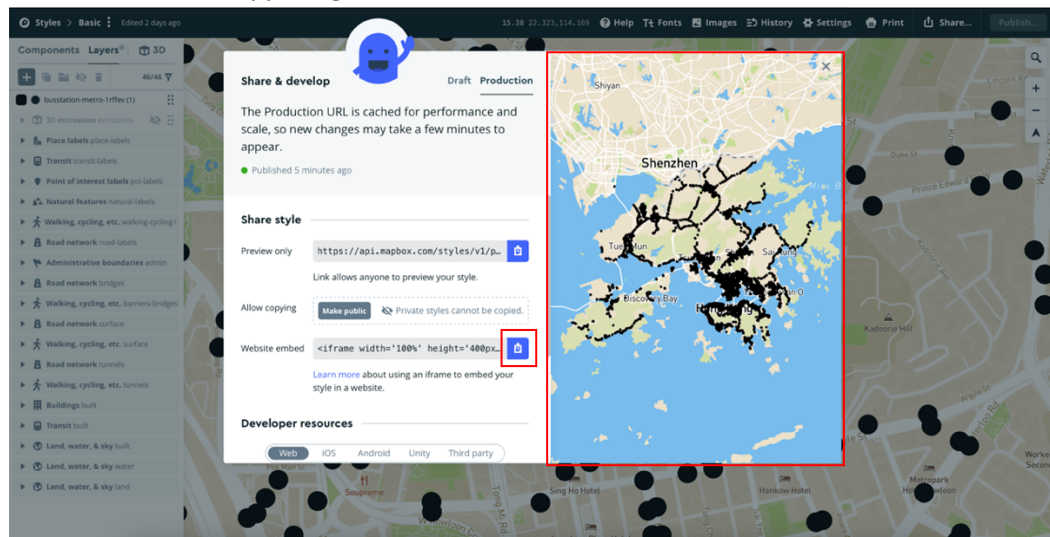 Styles > Basic Edited 2 days ago
15.38 22.323,114.169 Help Fonts Images History Settings Print Share... Publish...
Components Layers 3D
46/46
busstation-metro-1rffev (1)
3D extrusions extrusions
Place labels place-labels
Transit transit-labels
Point of interest labels poi-labels
Natural features natural-labels
Walking, cycling, etc. walking-cycling-l
Road network road-labels
Administrative boundaries admin
Road network bridges
Walking, cycling, etc. barriers-bridges
Road network surface
Walking, cycling, etc. surface
Road network tunnels
Walking, cycling, etc. tunnels
Buildings built
Transit built
Land, water, & sky built
Land, water, & sky water
Land, water, & sky land
Share & develop
Draft Production
The Production URL is cached for performance and
scale, so new changes may take a few minutes to
appear.
Published 5 minutes ago
Share style
Preview only https://api.mapbox.com/styles/v1/p…
Link allows anyone to preview your style.
Allow copying Make public Private styles cannot be copied.
Website embed <iframe width='100%' height='400px…
Learn more about using an iframe to embed your
style in a website.
Developer resources
Web iOS Android Unity Third party
Shiyan
Shenzhen
Discovery Bay
Duke St
Prince Edward
Kadoorie Hill
Argyle St
Soupreme
Sing Ho Hotel
Hankow Hotel
Metropark
Tong Mi Rd